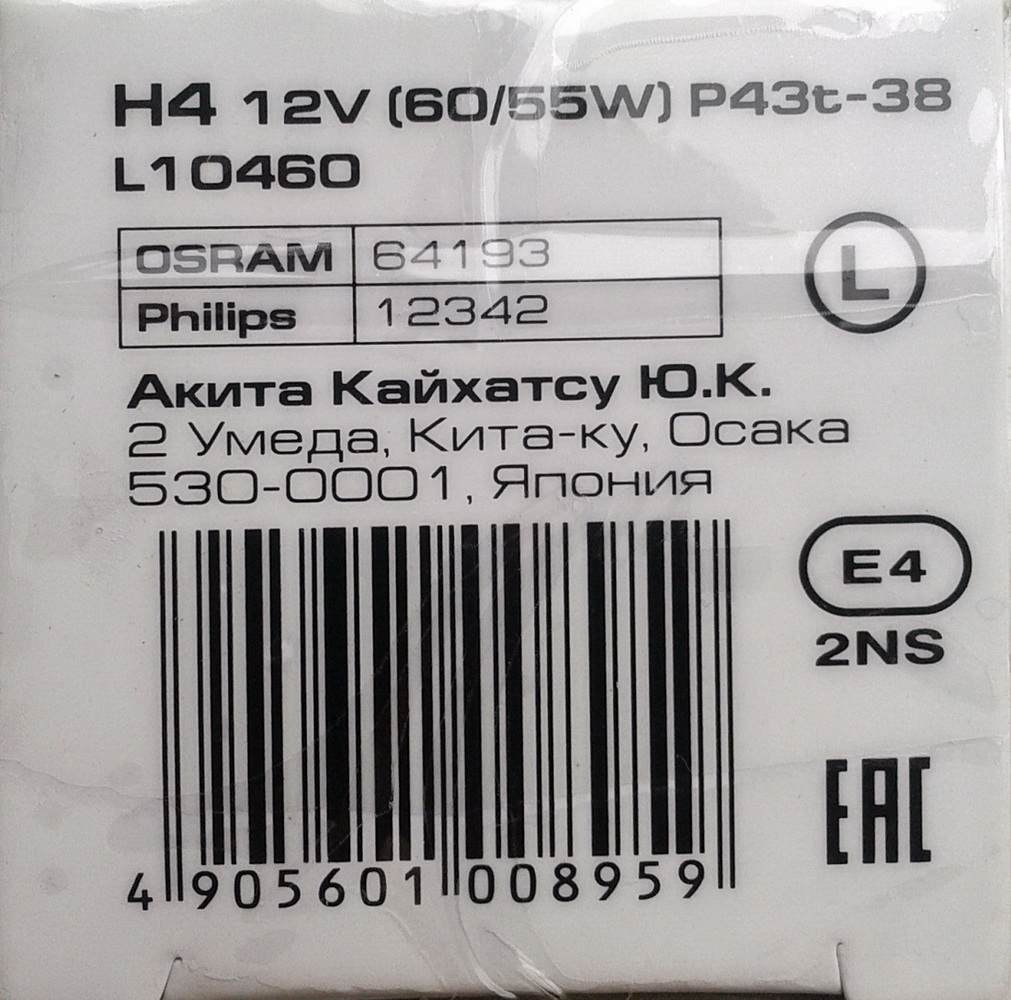 H4 12V (60/55W) P43t-38
L10460
OSRAM 64193
Philips 12342
L
Акита Кайхатсу Ю.К.
2 Умеда, Кита-ку, Осака
530-0001, Япония
E4
2NS
EAC
4 905601 008959